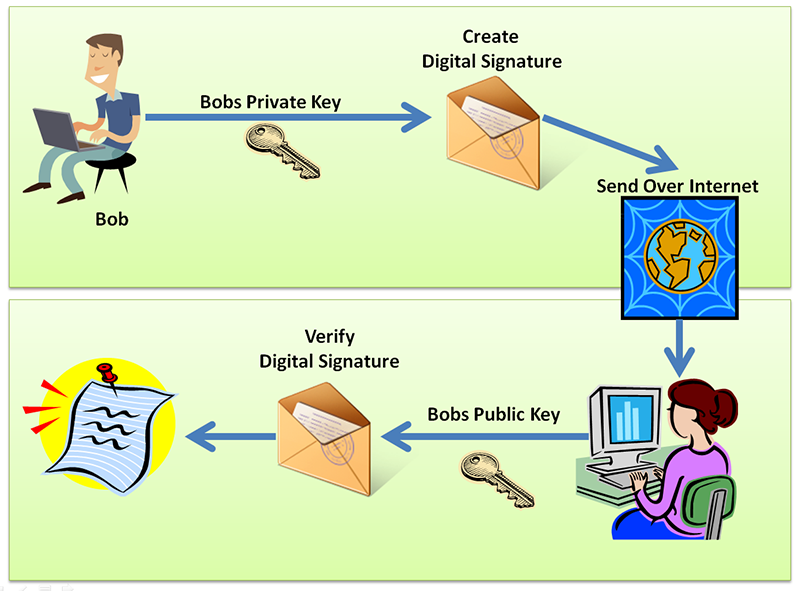 Create
Digital Signature
Bobs Private Key
Send Over Internet
Bob
Verify
Digital Signature
Bobs Public Key